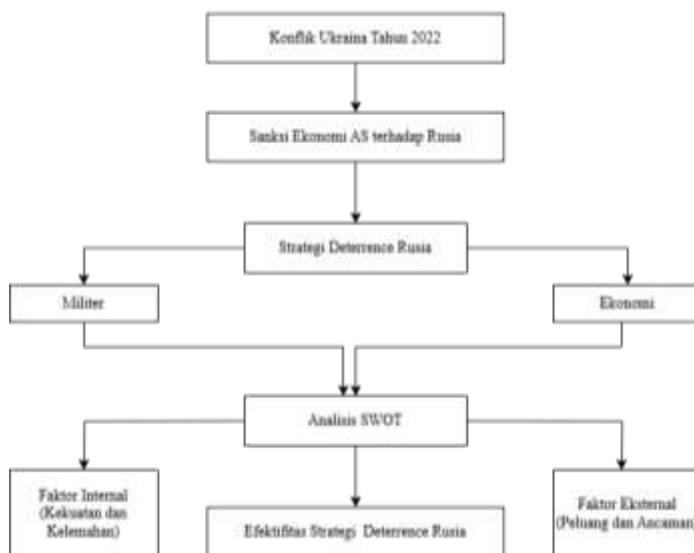 Konflik Ukraina Tahun 2022
Sanksi Ekonomi AS terhadap Rusia
Strategi Deterrence Rusia
Militer
Ekonomi
Analisis SWOT
Faktor Internal
(Kekuatan dan
Kelemahan)
Efektifitas Strategi Deterrence Rusia
Faktor Eksternal
(Peluang dan Ancaman)